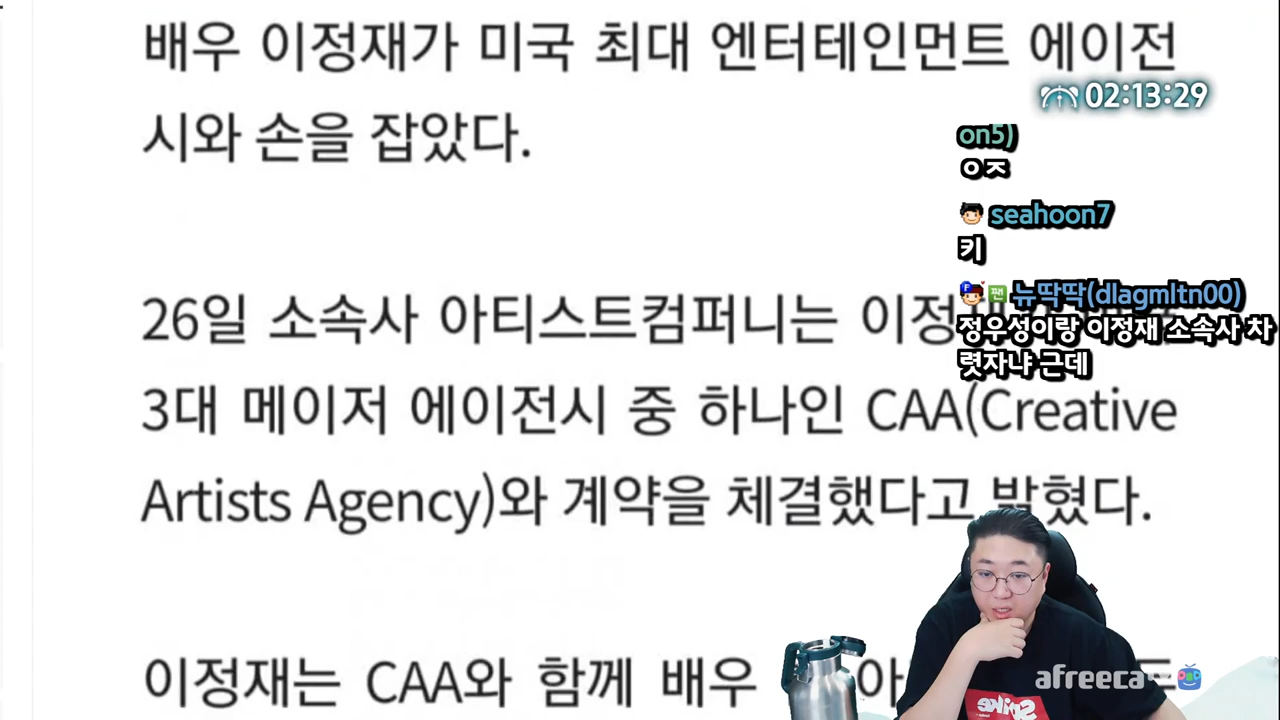 배우 이정재가 미국 최대 엔터테인먼트 에이전
시와 손을 잡았다.
26일 소속사 아티스트컴퍼니는
3대 메이저 에이전시 중 하나인 CAA(Creative
Artists Agency)와 계약을 체결했다고 밝혔다.
이정재는 CAA와 함께 배우
02:13:29
on5)
ㅇㅈ
seahoon7
키
뉴딱딱(dlagmltn00)
정우성이랑 이정재 소속사 차
렷자냐 근데
afreeca